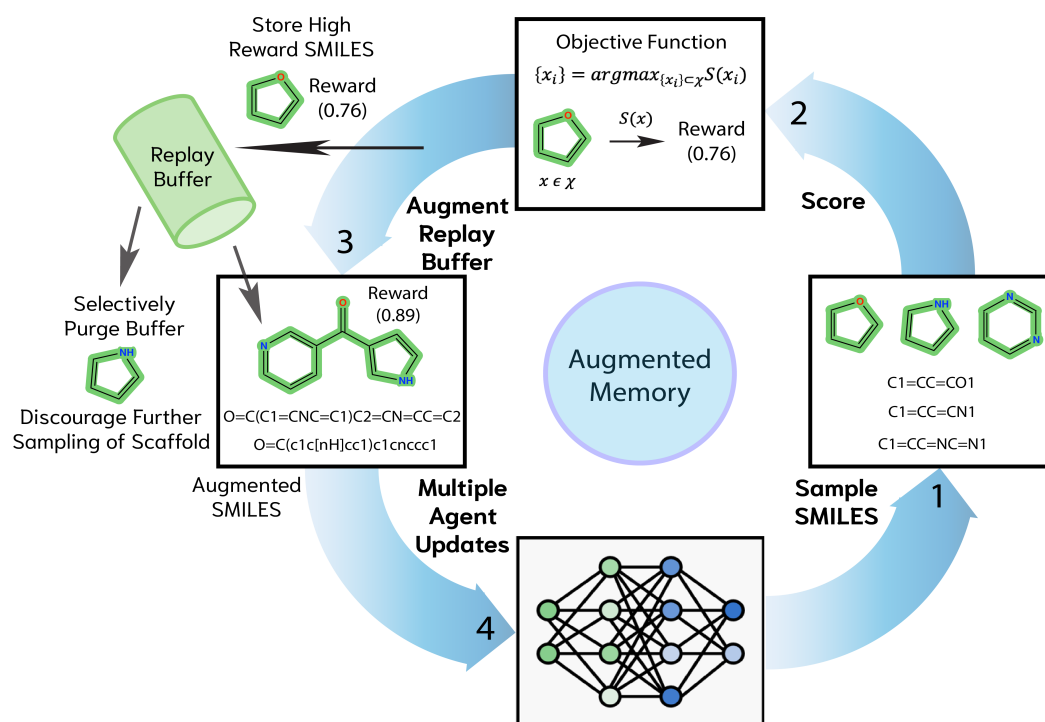 Store High
Reward SMILES
O
Reward
(0.76)
Replay
Buffer
Objective Function
{x_i} = argmax_{{x_i}⊂χ}S(x_i)
O
S(x)
Reward
(0.76)
x ϵ χ
2
Score
Augment
Replay
Buffer
3
Selectively
Purge Buffer
NH
Discourage Further
Sampling of Scaffold
Reward
(0.89)
O
N
NH
O=C(C1=CNC=C1)C2=CN=CC=C2
O=C(c1c[nH]cc1)c1cnccc1
Augmented
SMILES
Augmented
Memory
O
NH
N
N
C1=CC=CO1
C1=CC=CN1
C1=CC=NC=N1
Multiple
Agent
Updates
4
Sample
SMILES
1